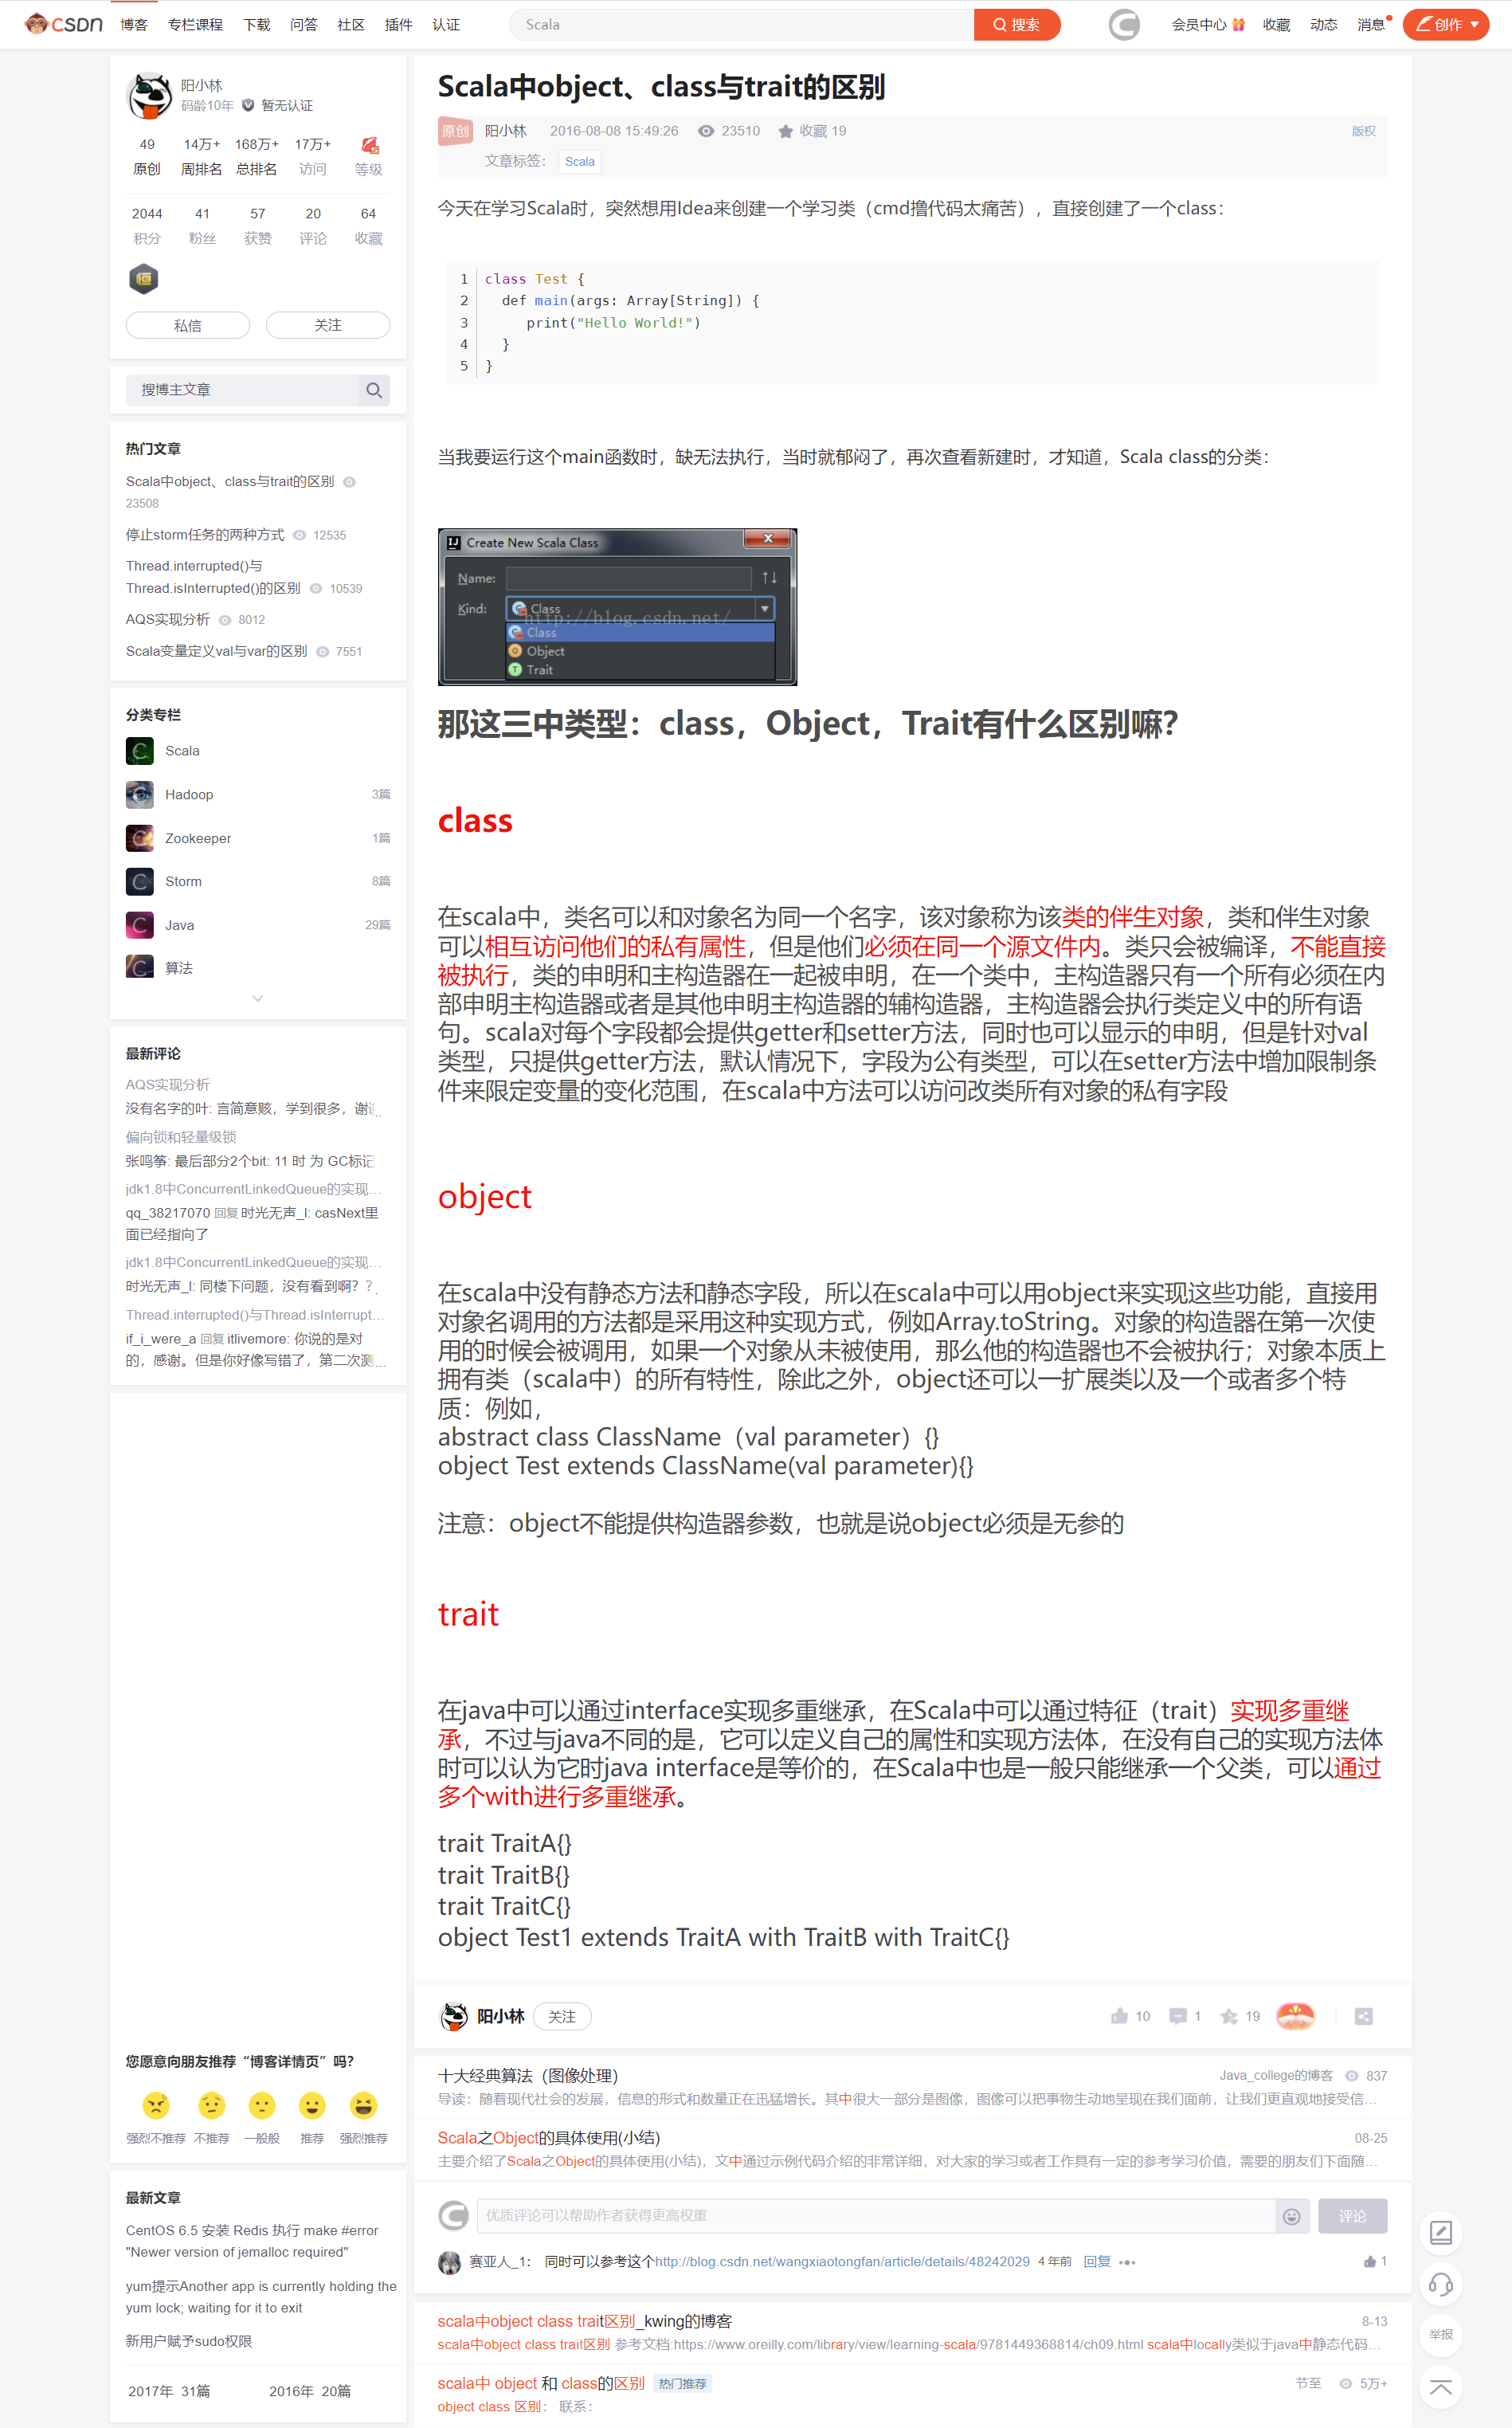 CSDN 博客 专栏课程 下载 问答 社区 插件 认证 Scala 搜索 会员中心 收藏 动态 消息 创作
阳小林
码龄10年 暂无认证
49 14万+ 168万+ 17万+
原创 周排名 总排名 访问 等级
2044 41 57 20 64
积分 粉丝 获赞 评论 收藏
恒
私信 关注
搜博主文章
热门文章
Scala中object、class与trait的区别
23508
停止storm任务的两种方式 12535
Thread.interrupted()与
Thread.isInterrupted()的区别 10539
AQS实现分析 8012
Scala变量定义val与var的区别 7551
分类专栏
Scala
Hadoop 3篇
Zookeeper 1篇
Storm 8篇
Java 29篇
算法
最新评论
AQS实现分析
没有名字的叶: 言简意赅，学到很多，谢谢..
偏向锁和轻量级锁
张鸣筝: 最后部分2个bit: 11 时 为 GC标记
jdk1.8中ConcurrentLinkedQueue的实现…
qq_38217070 回复 时光无声_l: casNext里
面已经指向了
jdk1.8中ConcurrentLinkedQueue的实现…
时光无声_l: 同楼下问题，没有看到啊？？.
Thread.interrupted()与Thread.isInterrupt…
if_i_were_a 回复 itlivemore: 你说的是对
的，感谢。但是你好像写错了，第二次测…
您愿意向朋友推荐“博客详情页”吗？
强烈不推荐 不推荐 一般般 推荐 强烈推荐
最新文章
CentOS 6.5 安装 Redis 执行 make #error
"Newer version of jemalloc required"
yum提示Another app is currently holding the
yum lock; waiting for it to exit
新用户赋予sudo权限
2017年 31篇 2016年 20篇
Scala中object、class与trait的区别
原创 阳小林 2016-08-08 15:49:26 23510 收藏 19 版权
文章标签： Scala
今天在学习Scala时，突然想用Idea来创建一个学习类（cmd撸代码太痛苦），直接创建了一个class：
1 class Test {
2 def main(args: Array[String]) {
3 print("Hello World!")
4 }
5 }
当我要运行这个main函数时，缺无法执行，当时就郁闷了，再次查看新建时，才知道，Scala class的分类：
Create New Scala Class
Name:
Kind: Class
http://blog.csdn.net/
Class
Object
Trait
那这三中类型：class，Object，Trait有什么区别嘛？
class
在scala中，类名可以和对象名为同一个名字，该对象称为该类的伴生对象，类和伴生对象
可以相互访问他们的私有属性，但是他们必须在同一个源文件内。类只会被编译，不能直接
被执行，类的申明和主构造器在一起被申明，在一个类中，主构造器只有一个所有必须在内
部申明主构造器或者是其他申明主构造器的辅构造器，主构造器会执行类定义中的所有语
句。scala对每个字段都会提供getter和setter方法，同时也可以显示的申明，但是针对val
类型，只提供getter方法，默认情况下，字段为公有类型，可以在setter方法中增加限制条
件来限定变量的变化范围，在scala中方法可以访问改类所有对象的私有字段
object
在scala中没有静态方法和静态字段，所以在scala中可以用object来实现这些功能，直接用
对象名调用的方法都是采用这种实现方式，例如Array.toString。对象的构造器在第一次使
用的时候会被调用，如果一个对象从未被使用，那么他的构造器也不会被执行；对象本质上
拥有类（scala中）的所有特性，除此之外，object还可以一扩展类以及一个或者多个特
质：例如，
abstract class ClassName（val parameter）{}
object Test extends ClassName(val parameter){}
注意：object不能提供构造器参数，也就是说object必须是无参的
trait
在java中可以通过interface实现多重继承，在Scala中可以通过特征（trait）实现多重继
承，不过与java不同的是，它可以定义自己的属性和实现方法体，在没有自己的实现方法体
时可以认为它时java interface是等价的，在Scala中也是一般只能继承一个父类，可以通过
多个with进行多重继承。
trait TraitA{}
trait TraitB{}
trait TraitC{}
object Test1 extends TraitA with TraitB with TraitC{}
阳小林 关注 10 1 19
十大经典算法（图像处理） Java_college的博客 837
导读：随着现代社会的发展，信息的形式和数量正在迅猛增长。其中很大一部分是图像，图像可以把事物生动地呈现在我们面前，让我们更直观地接受信…
Scala之Object的具体使用(小结) 08-25
主要介绍了Scala之Object的具体使用(小结)，文中通过示例代码介绍的非常详细，对大家的学习或者工作具有一定的参考学习价值，需要的朋友们下面随…
优质评论可以帮助作者获得更高权重 评论
赛亚人_1： 同时可以参考这个http://blog.csdn.net/wangxiaotongfan/article/details/48242029 4 年前 回复 1
scala中object class trait区别_kwing的博客 8-13
scala中object class trait区别 参考文档:https://www.oreilly.com/library/view/learning-scala/9781449368814/ch09.html scala中locally类似于java中静态代码…
scala中 object 和 class的区别 热门推荐 节至 5万+
object class 区别： 联系：
举报